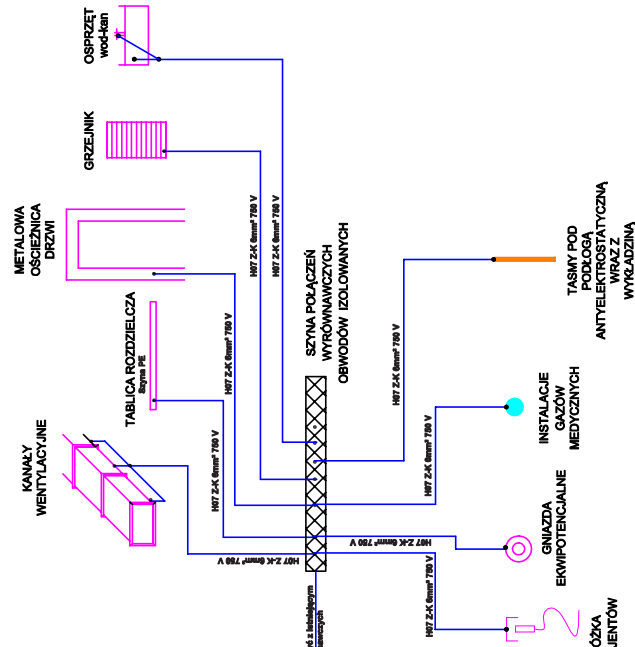 OSPRZĘT
wod-kan
GRZEJNIK
METALOWA
OŚCIEŻNICA
DRZWI
TABLICA ROZDZIELCZA
Szyna PE
KANAŁY
WENTYLACYJNE
H07 Z-K 6mm² 750 V
H07 Z-K 6mm² 750 V
H07 Z-K 6mm² 750 V
H07 Z-K 6mm² 750 V
H07 Z-K 6mm² 750 V
SZYNA POŁĄCZEŃ
WYRÓWNAWCZYCH
OBWODÓW IZOLOWANYCH
H07 Z-K 6mm² 750 V
H07 Z-K 6mm² 750 V
H07 Z-K 6mm² 750 V
H07 Z-K 6mm² 750 V
TASMY POD
PODŁOGĄ
ANTYELEKTROSTATYCZNĄ
WRAZ Z
WYKŁADZINĄ
INSTALACJE
GAZÓW
MEDYCZNYCH
GNIAZDA
EKWIPOTENCJALNE
z istniejącym